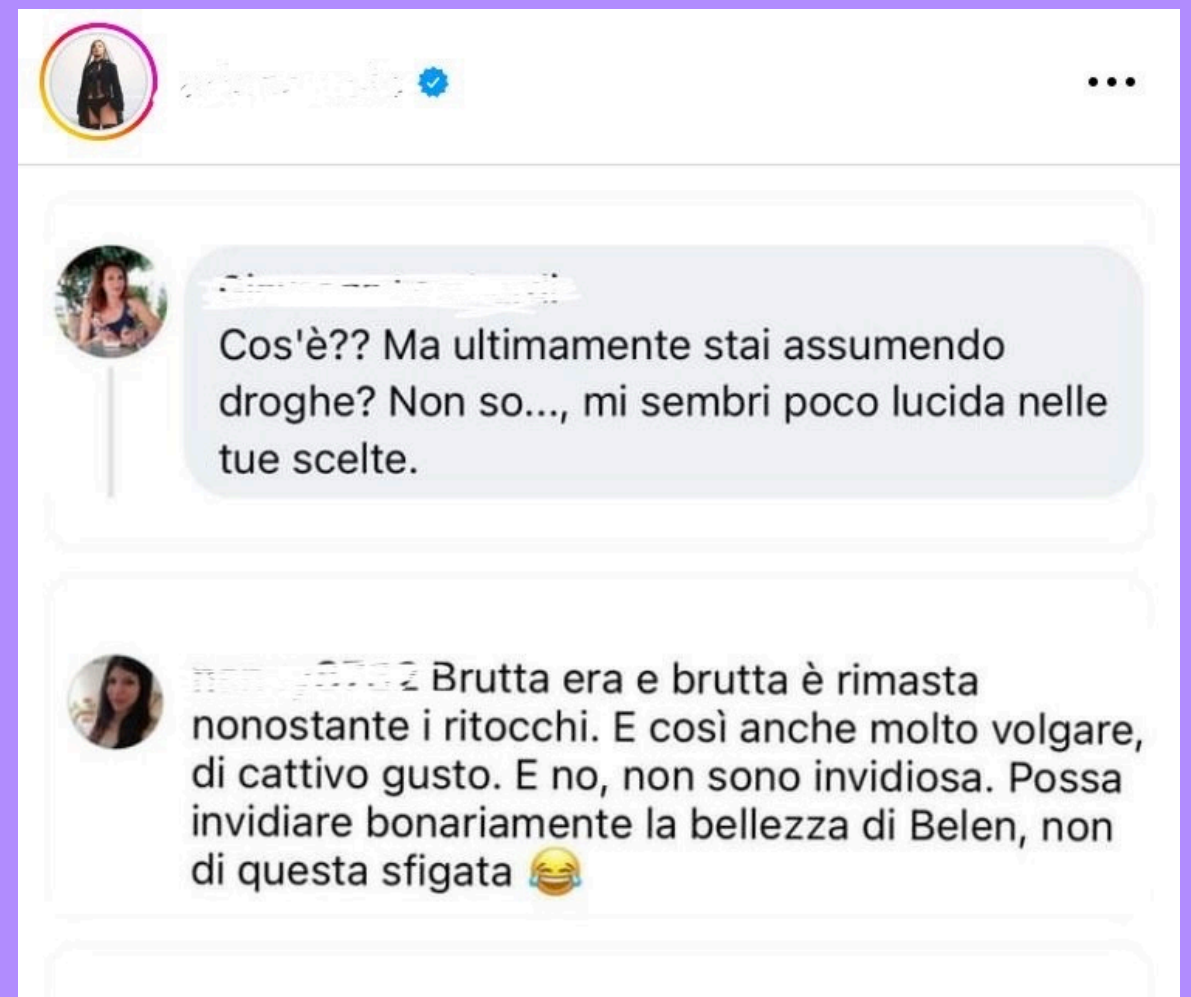 Cos'è?? Ma ultimamente stai assumendo
droghe? Non so..., mi sembri poco lucida nelle
tue scelte.
Brutta era e brutta è rimasta
nonostante i ritocchi. E così anche molto volgare,
di cattivo gusto. E no, non sono invidiosa. Possa
invidiare bonariamente la bellezza di Belen, non
di questa sfigata 😂